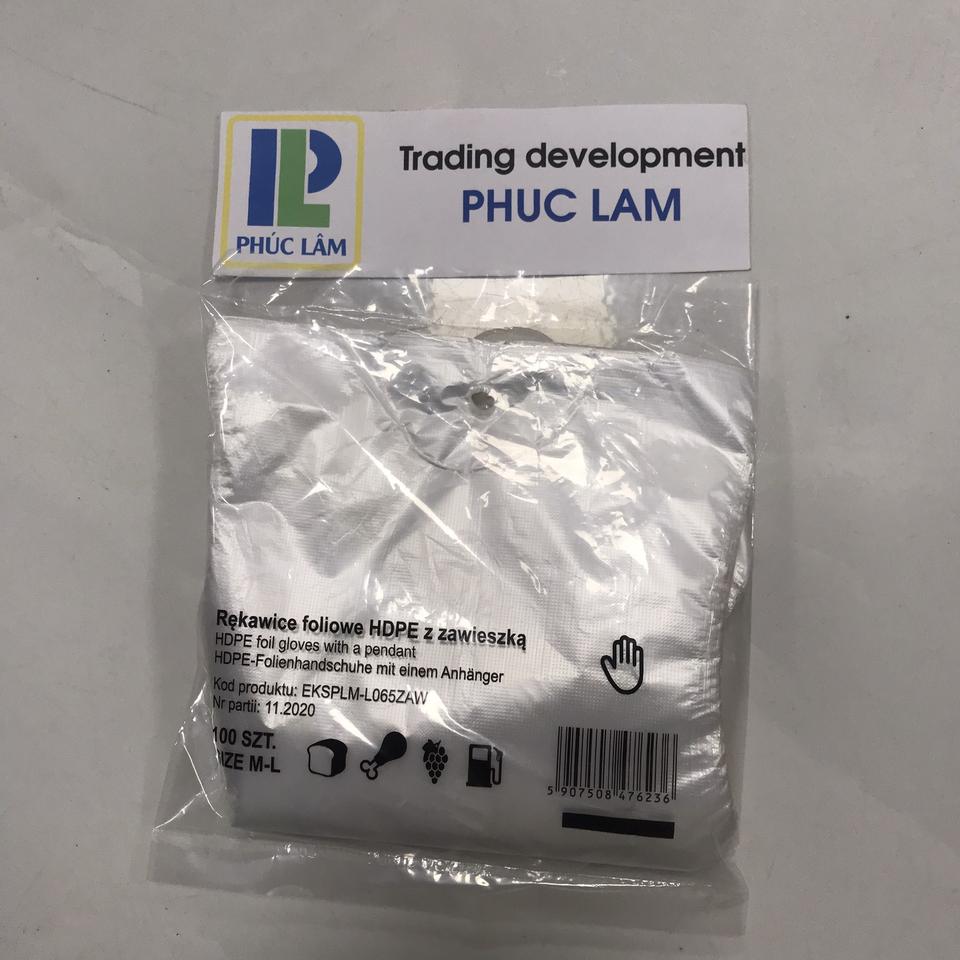 PL
PHÚC LÂM
Trading development
PHUC LAM
Rękawice foliowe HDPE z zawieszką
HDPE foil gloves with a pendant
HDPE-Folienhandschuhe mit einem Anhänger
Kod produktu: EKSPLM-L065ZAW
Nr partii: 11.2020
100 SZT.
SIZE M-L
5 907508 476236